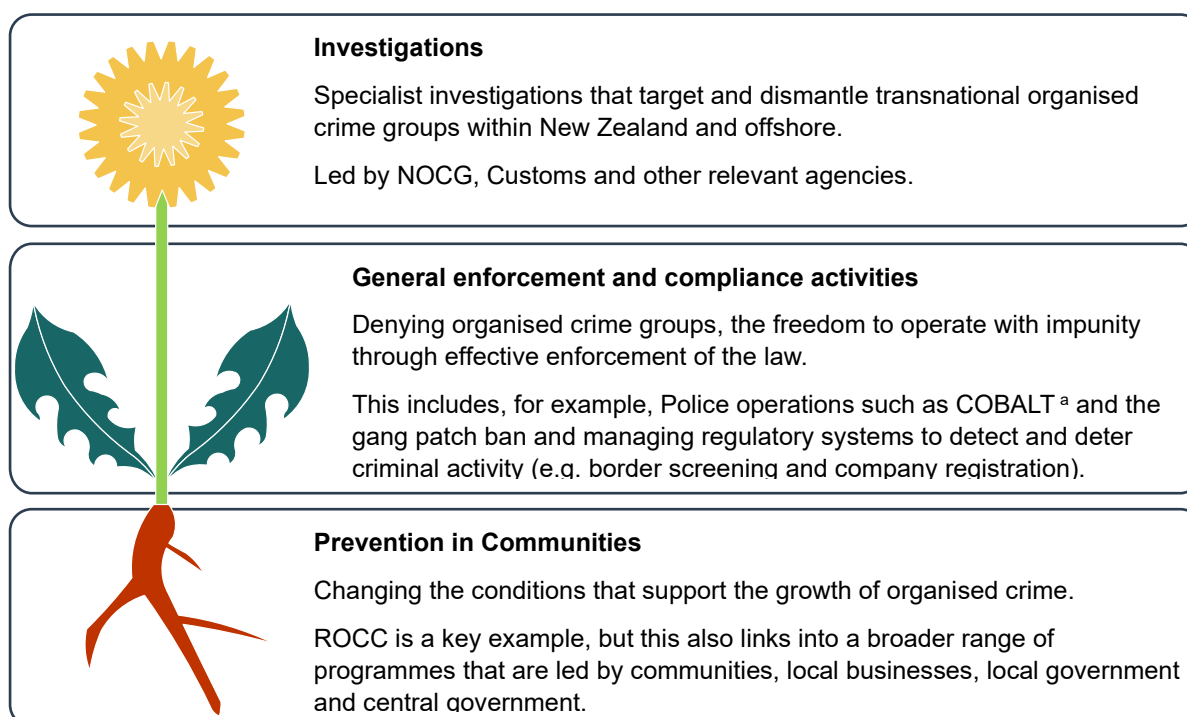 Investigations
Specialist investigations that target and dismantle transnational organised
crime groups within New Zealand and offshore.
Led by NOCG, Customs and other relevant agencies.
General enforcement and compliance activities
Denying organised crime groups, the freedom to operate with impunity
through effective enforcement of the law.
This includes, for example, Police operations such as COBALT ᵃ and the
gang patch ban and managing regulatory systems to detect and deter
criminal activity (e.g. border screening and company registration).
Prevention in Communities
Changing the conditions that support the growth of organised crime.
ROCC is a key example, but this also links into a broader range of
programmes that are led by communities, local businesses, local government
and central government.